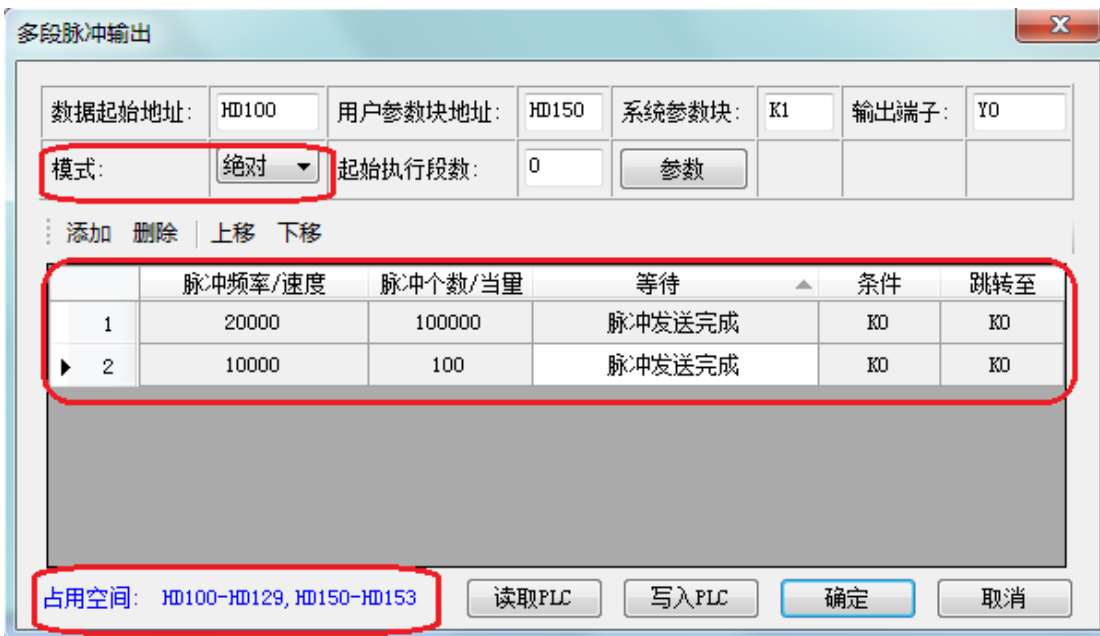 多段脉冲输出
数据起始地址: HD100 用户参数块地址: HD150 系统参数块: K1 输出端子: Y0
模式: 绝对 起始执行段数: 0 参数
添加 删除 上移 下移
脉冲频率/速度 脉冲个数/当量 等待 条件 跳转至
1 20000 100000 脉冲发送完成 K0 K0
2 10000 100 脉冲发送完成 K0 K0
占用空间: HD100-HD129,HD150-HD153 读取PLC 写入PLC 确定 取消